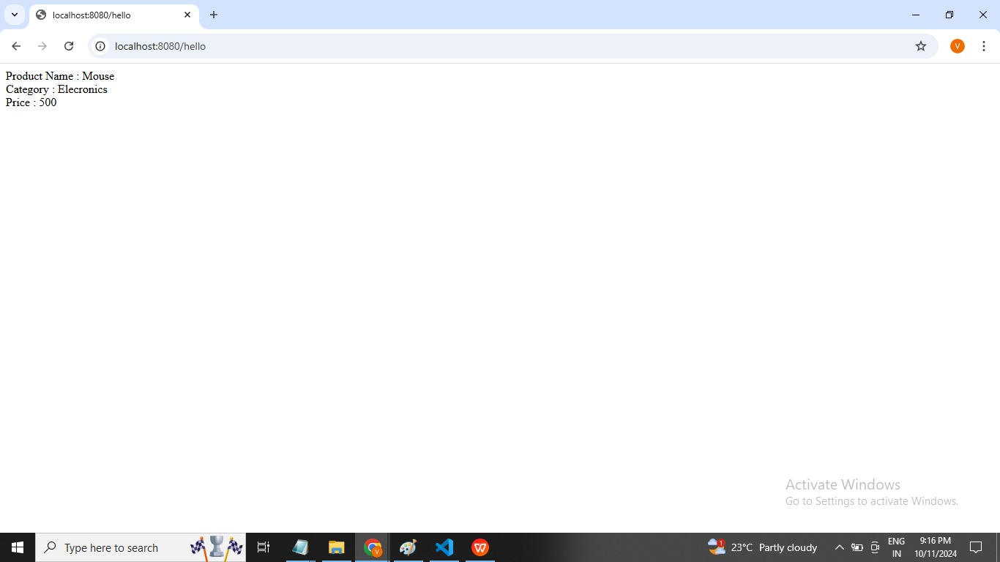 localhost:8080/hello
localhost:8080/hello
V
Product Name : Mouse
Category : Elecronics
Price : 500
Activate Windows
Go to Settings to activate Windows.
Type here to search
V
W
1
23°C Partly cloudy
ENG
IN
9:16 PM
10/11/2024